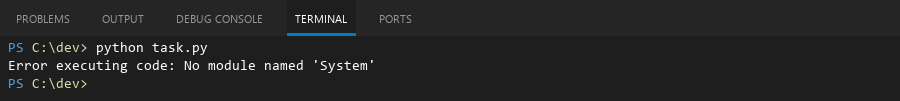 PROBLEMS OUTPUT DEBUG CONSOLE TERMINAL PORTS
PS C:\dev> python task.py
Error executing code: No module named 'System'
PS C:\dev>